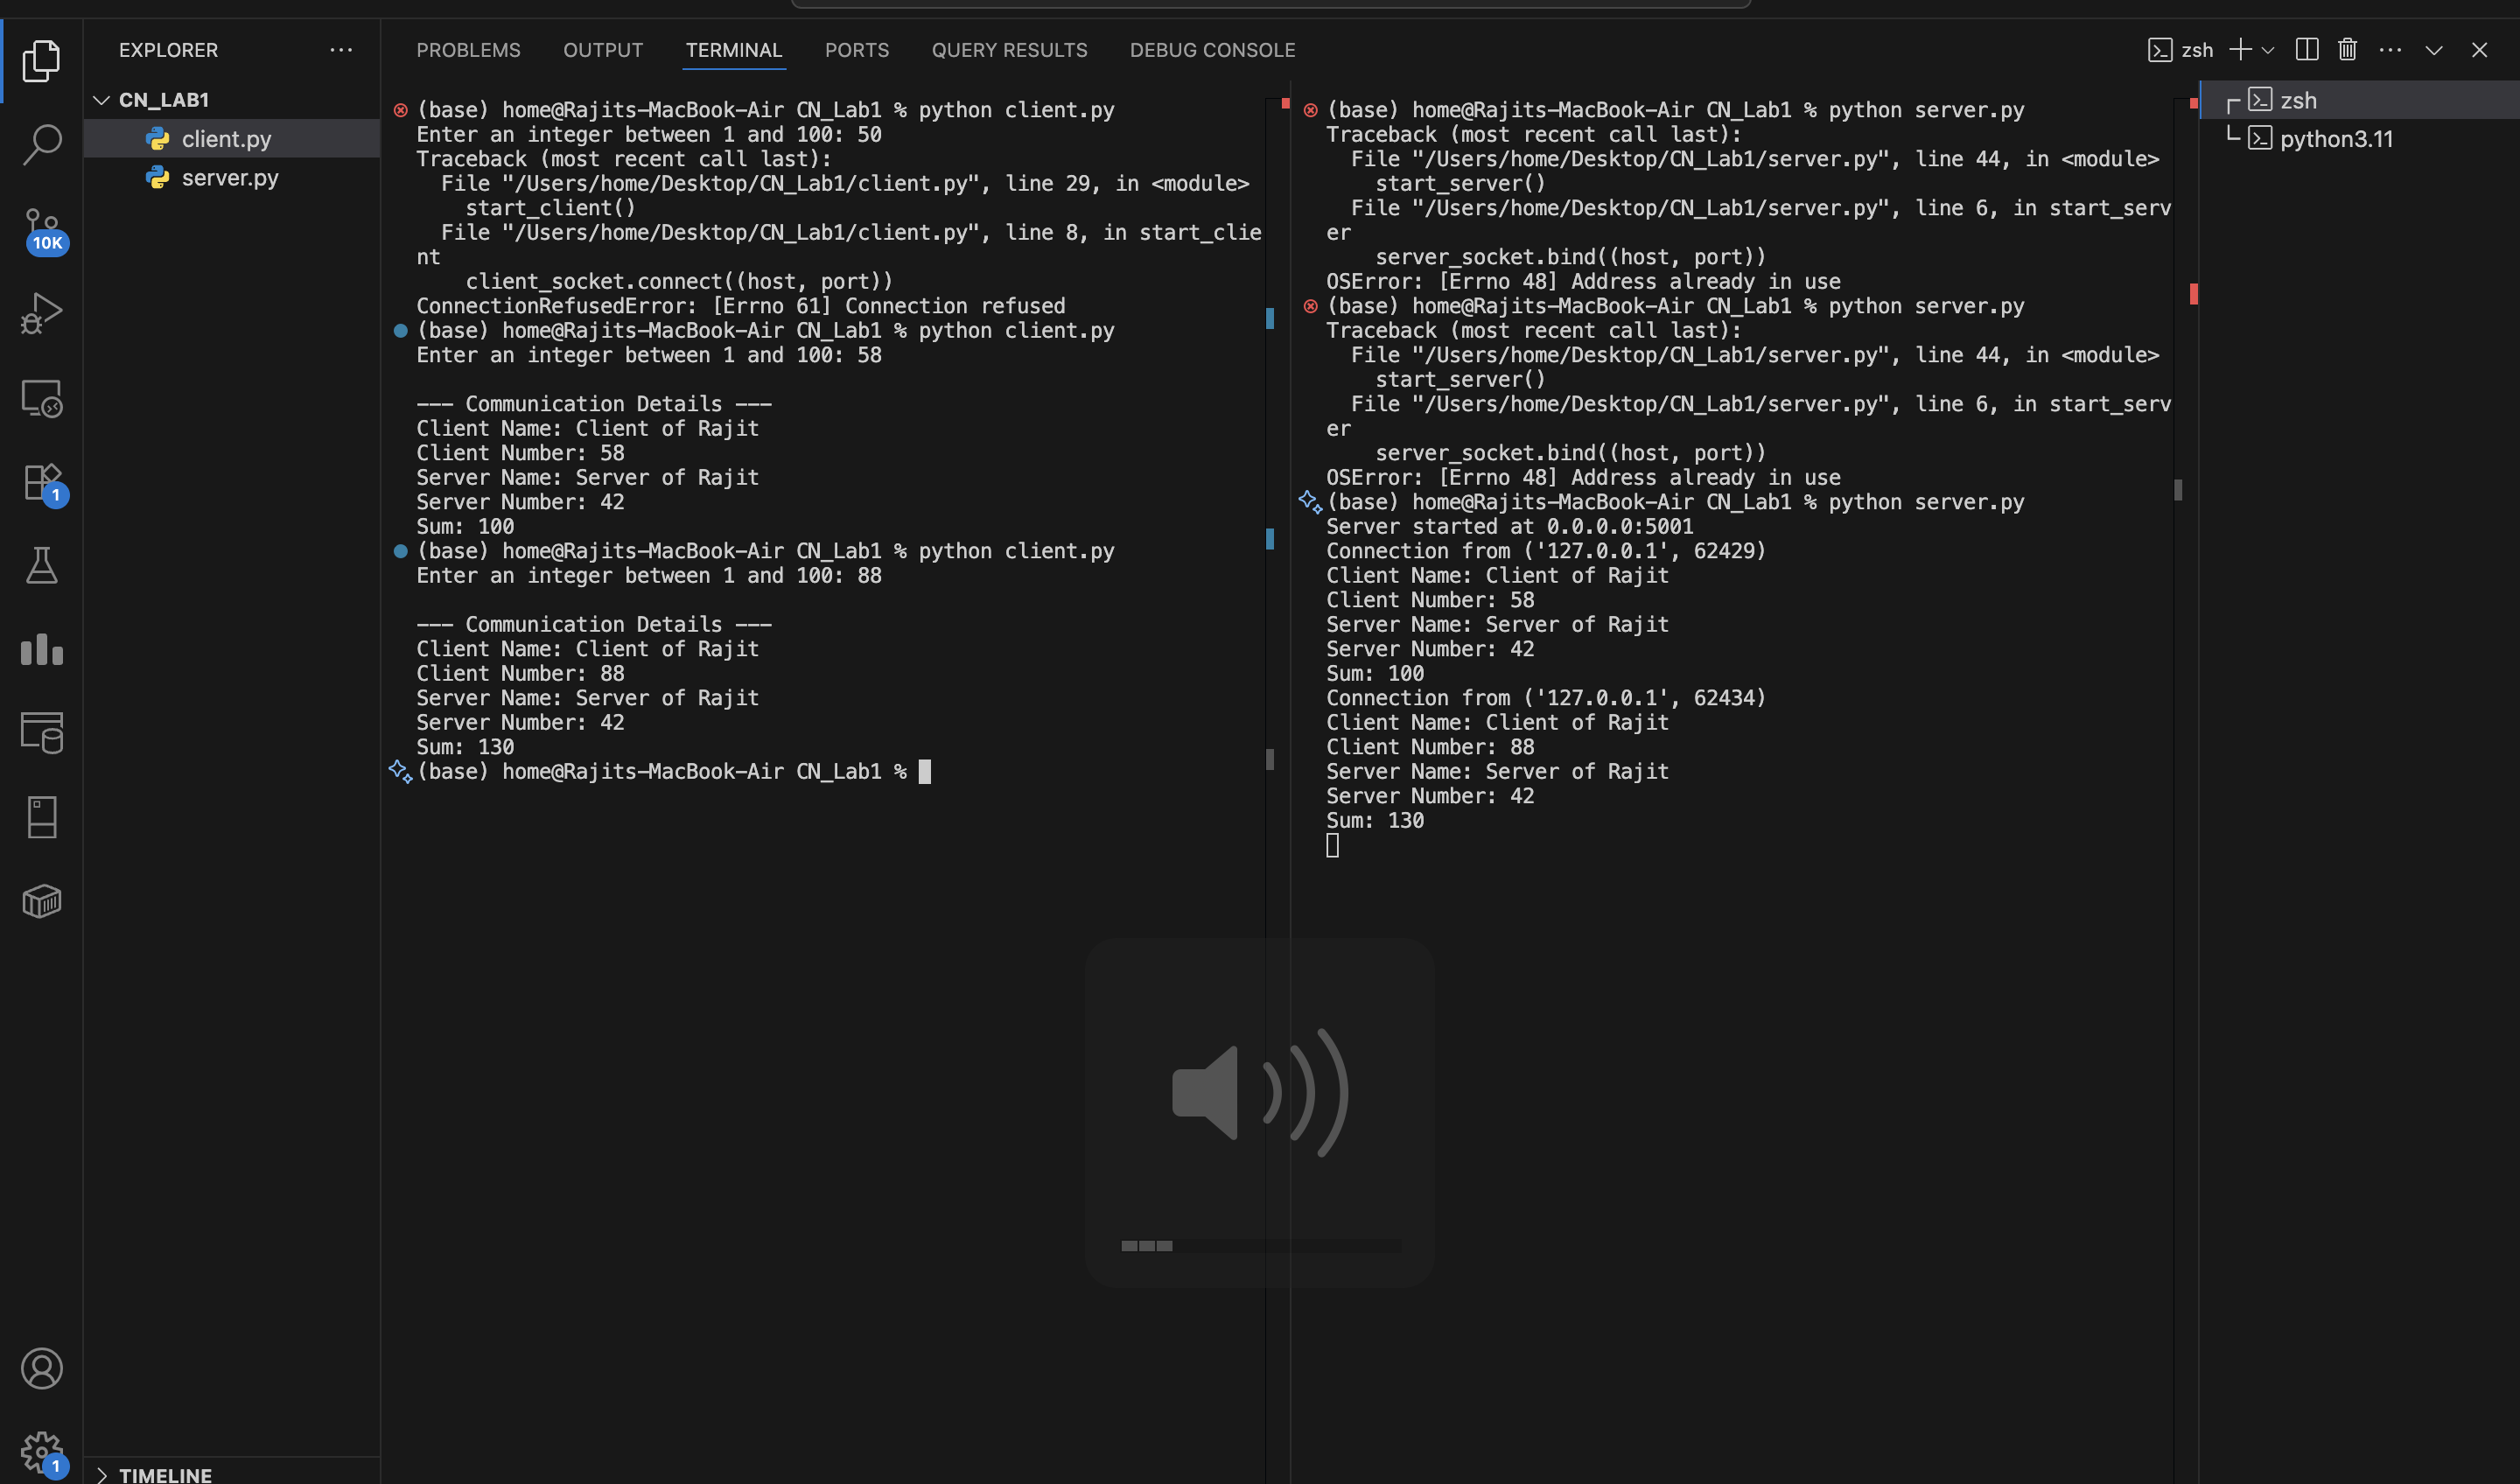 EXPLORER
CN_LAB1
client.py
server.py
10K
1
1
TIMELINE
PROBLEMS OUTPUT TERMINAL PORTS QUERY RESULTS DEBUG CONSOLE
zsh
(base) home@Rajits-MacBook-Air CN_Lab1 % python client.py
Enter an integer between 1 and 100: 50
Traceback (most recent call last):
  File "/Users/home/Desktop/CN_Lab1/client.py", line 29, in <module>
    start_client()
  File "/Users/home/Desktop/CN_Lab1/client.py", line 8, in start_clie
nt
    client_socket.connect((host, port))
ConnectionRefusedError: [Errno 61] Connection refused
(base) home@Rajits-MacBook-Air CN_Lab1 % python client.py
Enter an integer between 1 and 100: 58
--- Communication Details ---
Client Name: Client of Rajit
Client Number: 58
Server Name: Server of Rajit
Server Number: 42
Sum: 100
(base) home@Rajits-MacBook-Air CN_Lab1 % python client.py
Enter an integer between 1 and 100: 88
--- Communication Details ---
Client Name: Client of Rajit
Client Number: 88
Server Name: Server of Rajit
Server Number: 42
Sum: 130
(base) home@Rajits-MacBook-Air CN_Lab1 %
(base) home@Rajits-MacBook-Air CN_Lab1 % python server.py
Traceback (most recent call last):
  File "/Users/home/Desktop/CN_Lab1/server.py", line 44, in <module>
    start_server()
  File "/Users/home/Desktop/CN_Lab1/server.py", line 6, in start_serv
er
    server_socket.bind((host, port))
OSError: [Errno 48] Address already in use
(base) home@Rajits-MacBook-Air CN_Lab1 % python server.py
Traceback (most recent call last):
  File "/Users/home/Desktop/CN_Lab1/server.py", line 44, in <module>
    start_server()
  File "/Users/home/Desktop/CN_Lab1/server.py", line 6, in start_serv
er
    server_socket.bind((host, port))
OSError: [Errno 48] Address already in use
(base) home@Rajits-MacBook-Air CN_Lab1 % python server.py
Server started at 0.0.0.0:5001
Connection from ('127.0.0.1', 62429)
Client Name: Client of Rajit
Client Number: 58
Server Name: Server of Rajit
Server Number: 42
Sum: 100
Connection from ('127.0.0.1', 62434)
Client Name: Client of Rajit
Client Number: 88
Server Name: Server of Rajit
Server Number: 42
Sum: 130
zsh
python3.11